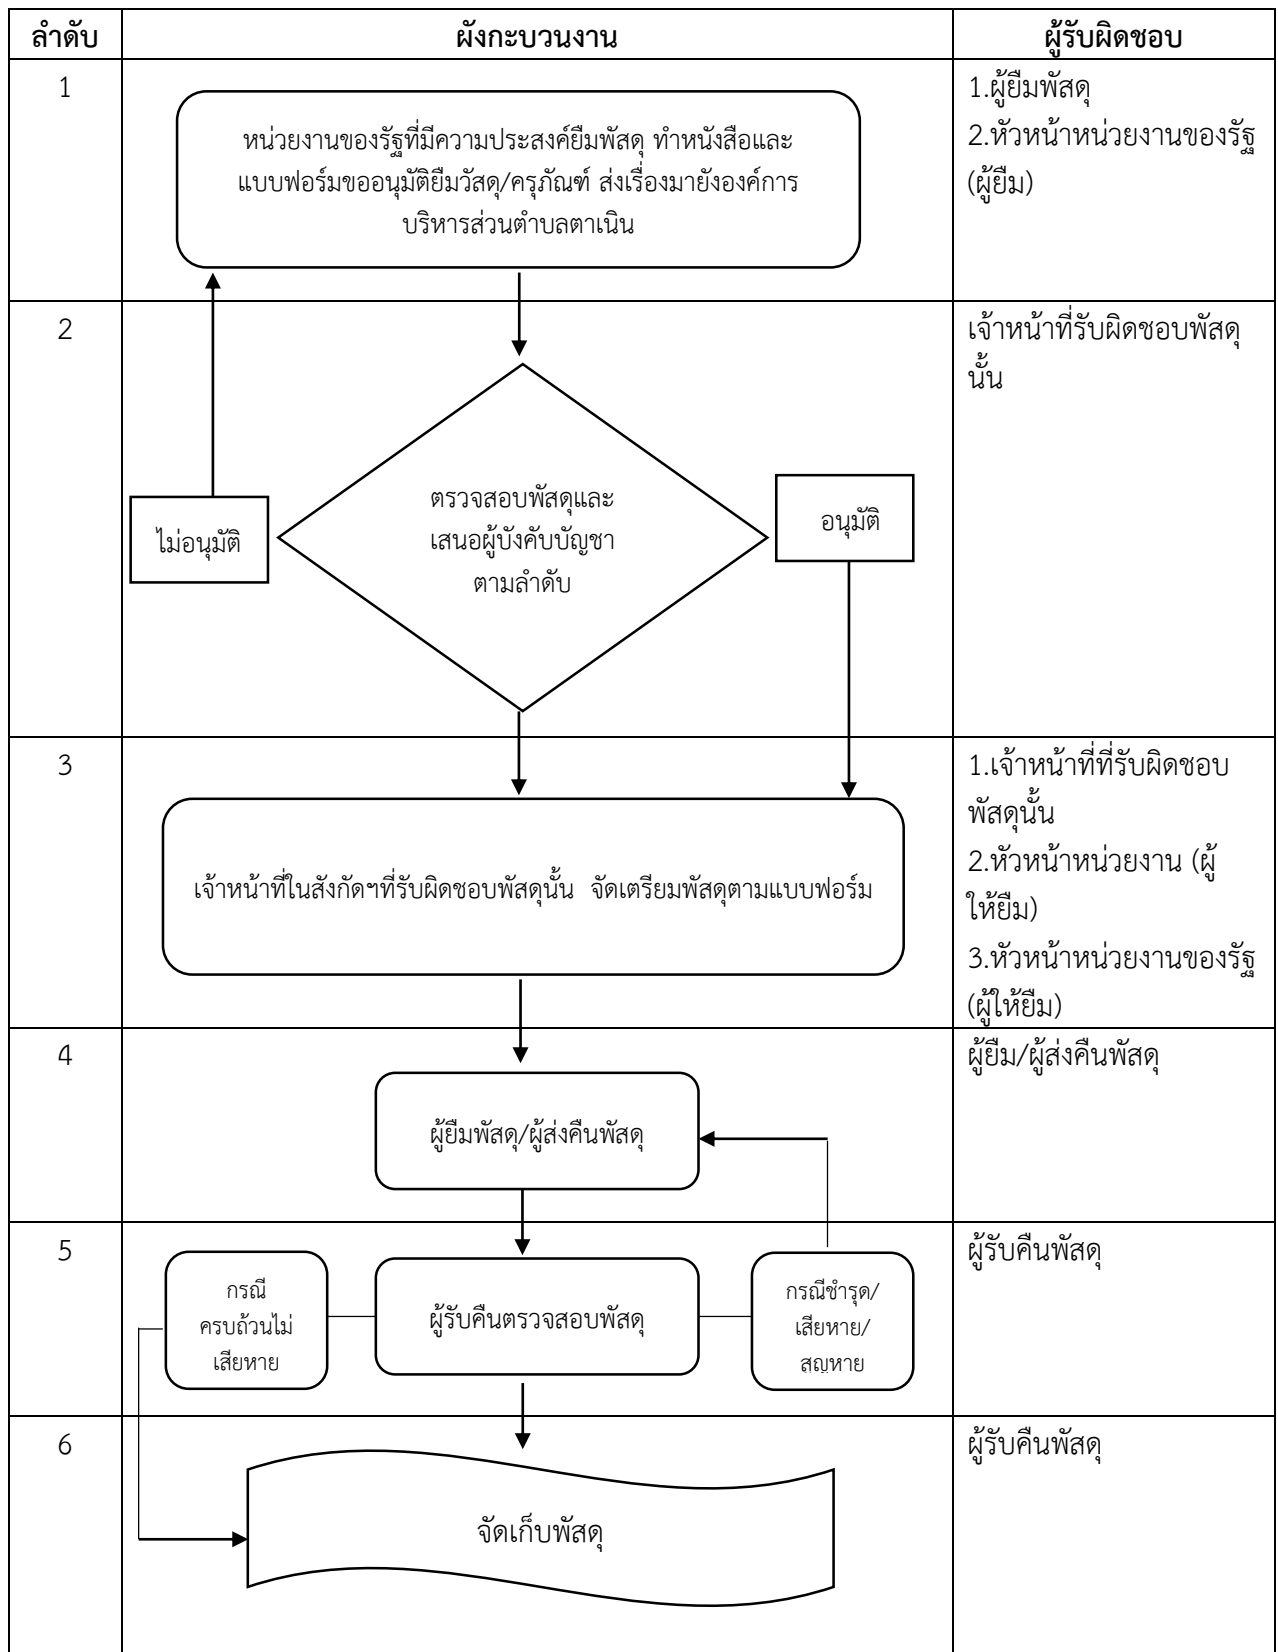 ลำดับ
ผังกะบวนงาน
ผู้รับผิดชอบ
1
หน่วยงานของรัฐที่มีความประสงค์ยืมพัสดุ ทำหนังสือและ
แบบฟอร์มขออนุมัติยืมวัสดุ/ครุภัณฑ์ ส่งเรื่องมายังองค์การ
บริหารส่วนตำบลตาเนิน
1.ผู้ยืมพัสดุ
2.หัวหน้าหน่วยงานของรัฐ
(ผู้ยืม)
2
ไม่อนุมัติ
ตรวจสอบพัสดุและ
เสนอผู้บังคับบัญชา
ตามลำดับ
อนุมัติ
เจ้าหน้าที่รับผิดชอบพัสดุ
นั้น
3
เจ้าหน้าที่ในสังกัดฯที่รับผิดชอบพัสดุนั้น จัดเตรียมพัสดุตามแบบฟอร์ม
1.เจ้าหน้าที่ที่รับผิดชอบ
พัสดุนั้น
2.หัวหน้าหน่วยงาน (ผู้
ให้ยืม)
3.หัวหน้าหน่วยงานของรัฐ
(ผู้ให้ยืม)
4
ผู้ยืมพัสดุ/ผู้ส่งคืนพัสดุ
ผู้ยืม/ผู้ส่งคืนพัสดุ
5
กรณี
ครบถ้วนไม่
เสียหาย
ผู้รับคืนตรวจสอบพัสดุ
กรณีชำรุด/
เสียหาย/
สูญหาย
ผู้รับคืนพัสดุ
6
จัดเก็บพัสดุ
ผู้รับคืนพัสดุ